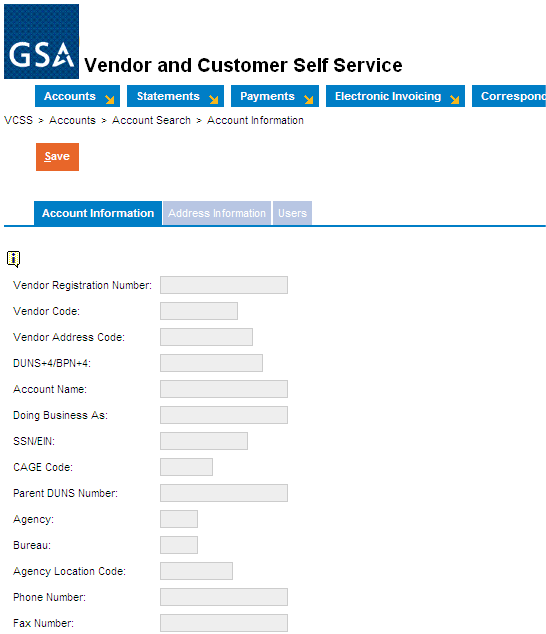 GSA
Vendor and Customer Self Service
Accounts Statements Payments Electronic Invoicing Correspond
VCSS > Accounts > Account Search > Account Information
Save
Account Information Address Information Users
i
Vendor Registration Number:
Vendor Code:
Vendor Address Code:
DUNS+4/BPN+4:
Account Name:
Doing Business As:
SSN/EIN:
CAGE Code:
Parent DUNS Number:
Agency:
Bureau:
Agency Location Code:
Phone Number:
Fax Number: